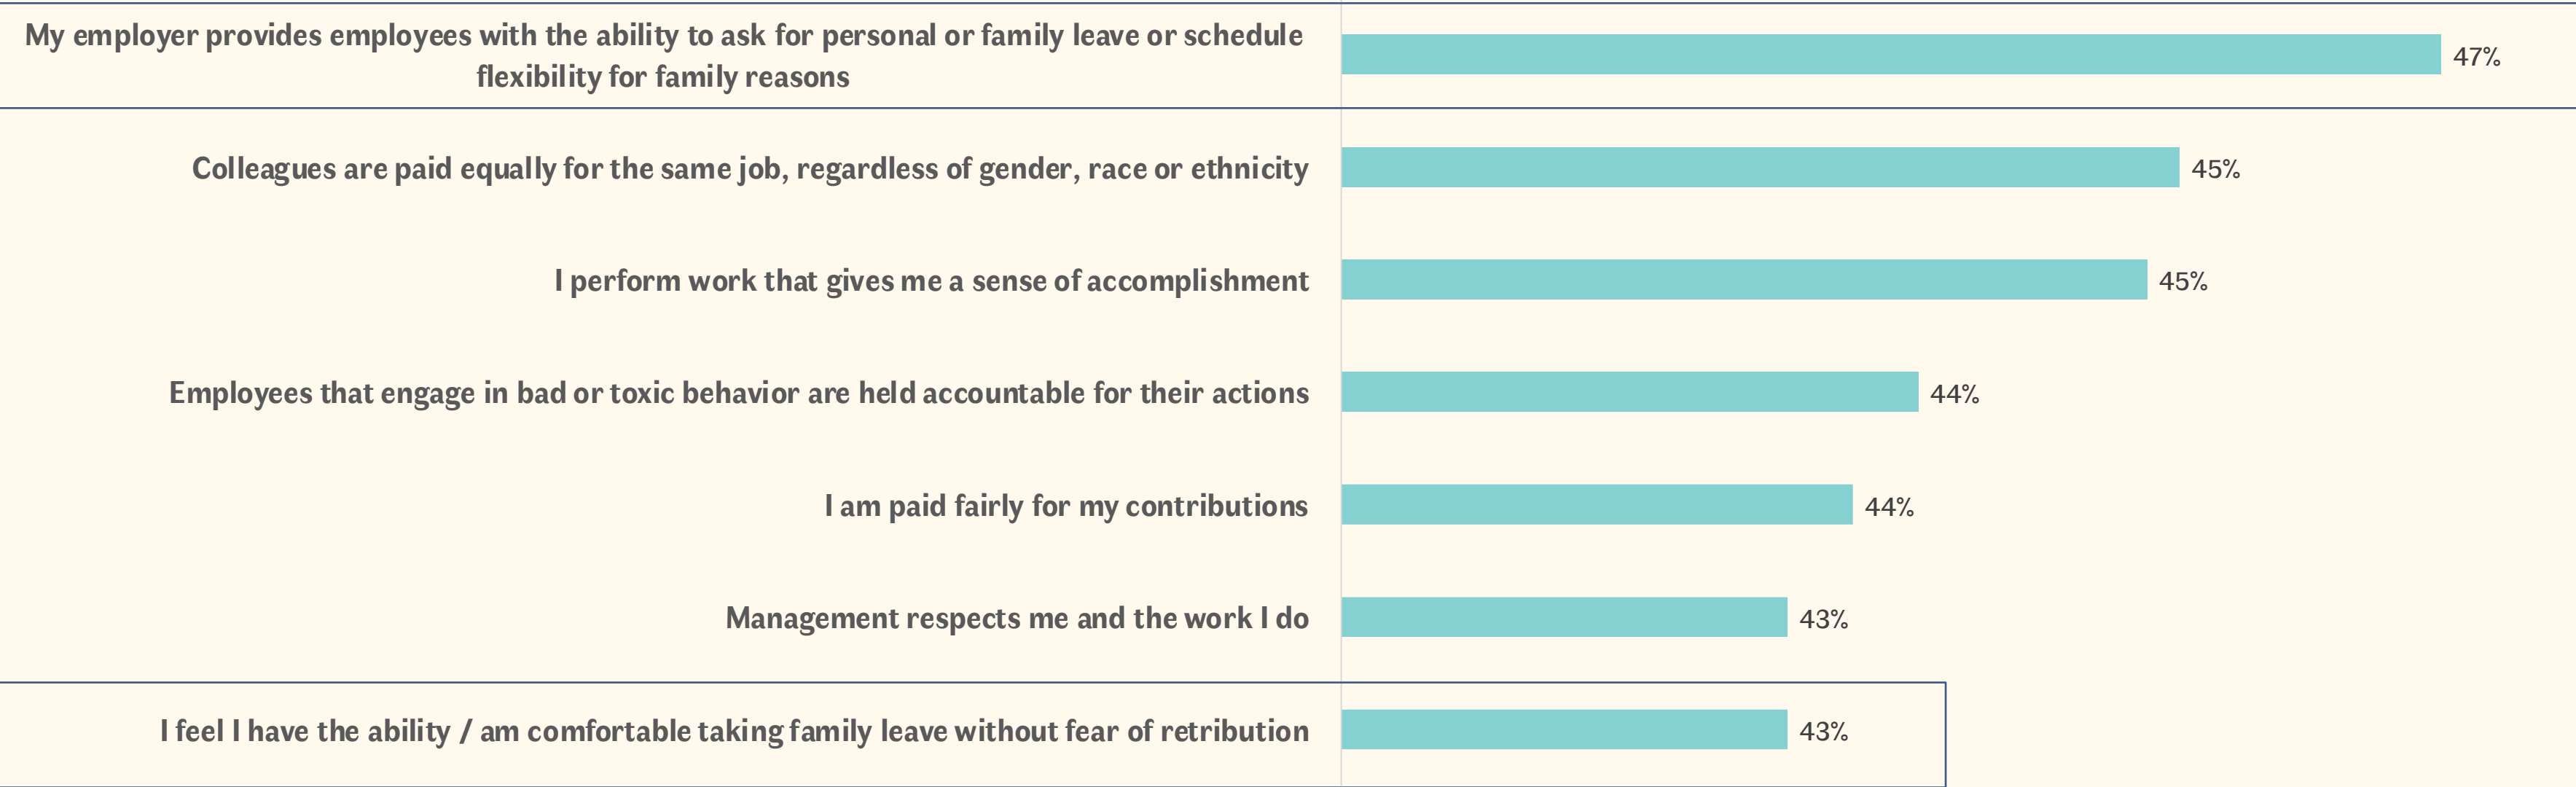 My employer provides employees with the ability to ask for personal or family leave or schedule
flexibility for family reasons
47%
Colleagues are paid equally for the same job, regardless of gender, race or ethnicity
45%
I perform work that gives me a sense of accomplishment
45%
Employees that engage in bad or toxic behavior are held accountable for their actions
44%
I am paid fairly for my contributions
44%
Management respects me and the work I do
43%
I feel I have the ability / am comfortable taking family leave without fear of retribution
43%